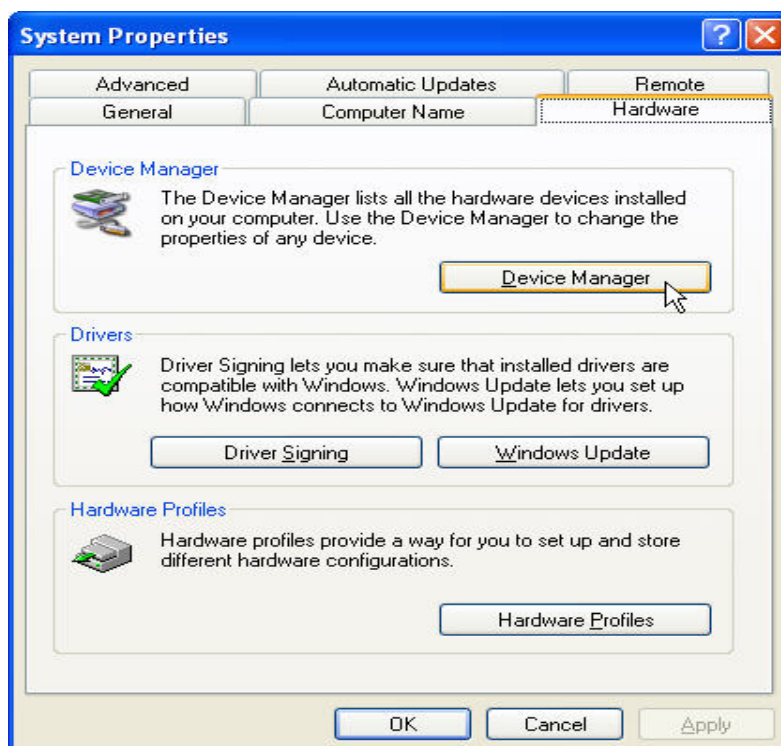 System Properties
Advanced
Automatic Updates
Remote
General
Computer Name
Hardware
Device Manager
The Device Manager lists all the hardware devices installed
on your computer. Use the Device Manager to change the
properties of any device.
Device Manager
Drivers
Driver Signing lets you make sure that installed drivers are
compatible with Windows. Windows Update lets you set up
how Windows connects to Windows Update for drivers.
Driver Signing
Windows Update
Hardware Profiles
Hardware profiles provide a way for you to set up and store
different hardware configurations.
Hardware Profiles
OK
Cancel
Apply